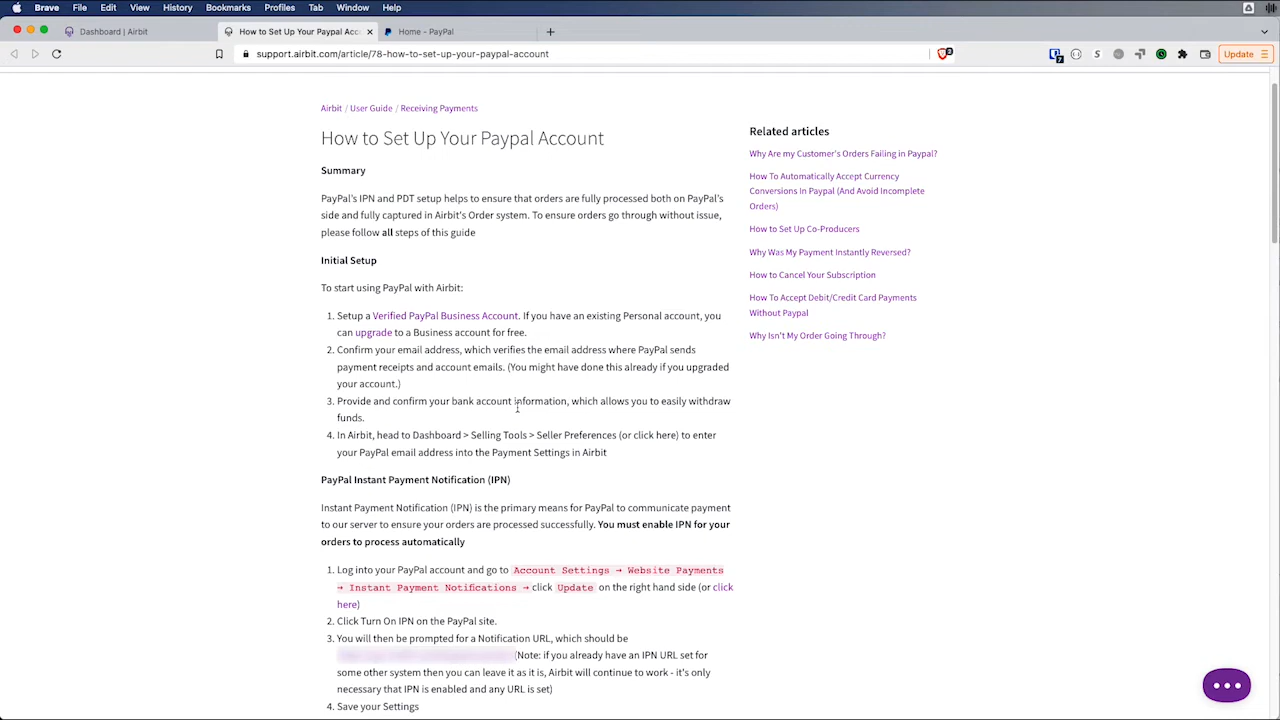 Brave File Edit View History Bookmarks Profiles Tab Window Help
Dashboard | Airbit
How to Set Up Your Paypal Acc
Home - PayPal
support.airbit.com/article/78-how-to-set-up-your-paypal-account
Update
Airbit / User Guide / Receiving Payments
How to Set Up Your Paypal Account
Summary
PayPal's IPN and PDT setup helps to ensure that orders are fully processed both on PayPal's
side and fully captured in Airbit's Order system. To ensure orders go through without issue,
please follow all steps of this guide
Initial Setup
To start using PayPal with Airbit:
1. Setup a Verified PayPal Business Account. If you have an existing Personal account, you
can upgrade to a Business account for free.
2. Confirm your email address, which verifies the email address where PayPal sends
payment receipts and account emails. (You might have done this already if you upgraded
your account.)
3. Provide and confirm your bank account information, which allows you to easily withdraw
funds.
4. In Airbit, head to Dashboard > Selling Tools > Seller Preferences (or click here) to enter
your PayPal email address into the Payment Settings in Airbit
PayPal Instant Payment Notification (IPN)
Instant Payment Notification (IPN) is the primary means for PayPal to communicate payment
to our server to ensure your orders are processed successfully. You must enable IPN for your
orders to process automatically
1. Log into your PayPal account and go to Account Settings → Website Payments
→ Instant Payment Notifications → click Update on the right hand side (or click
here)
2. Click Turn On IPN on the PayPal site.
3. You will then be prompted for a Notification URL, which should be
(Note: if you already have an IPN URL set for
some other system then you can leave it as it is, Airbit will continue to work - it's only
necessary that IPN is enabled and any URL is set)
4. Save your Settings
Related articles
Why Are my Customer's Orders Failing in Paypal?
How To Automatically Accept Currency
Conversions In Paypal (And Avoid Incomplete
Orders)
How to Set Up Co-Producers
Why Was My Payment Instantly Reversed?
How to Cancel Your Subscription
How To Accept Debit/Credit Card Payments
Without Paypal
Why Isn't My Order Going Through?